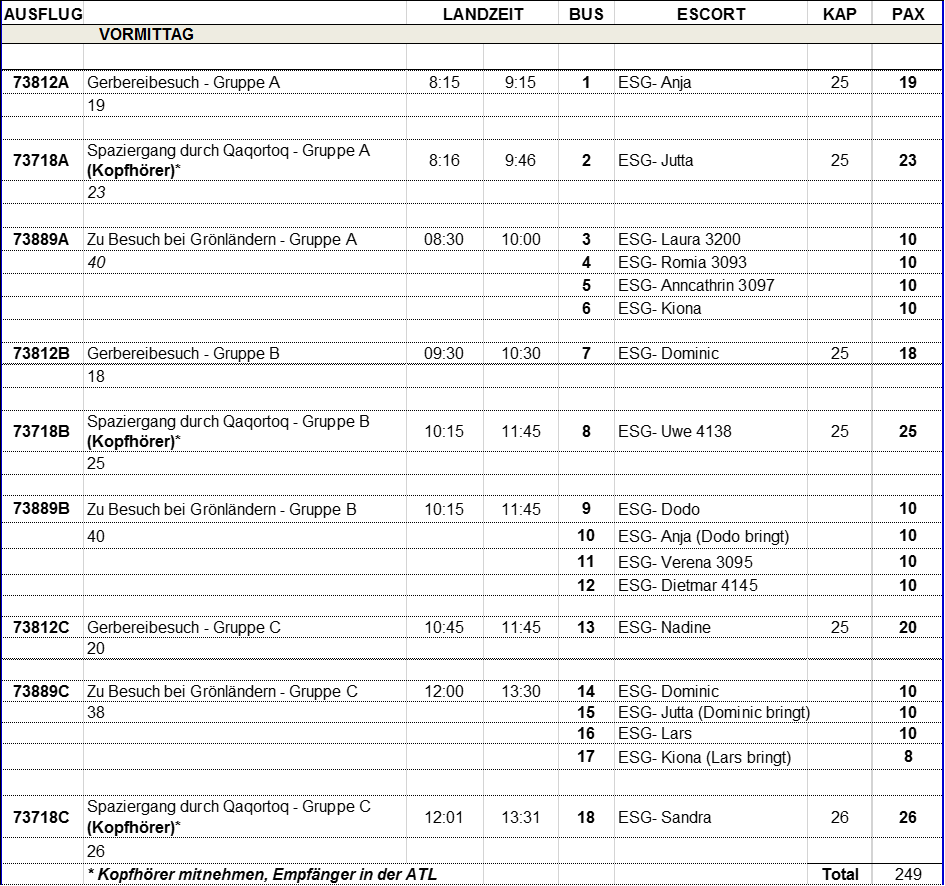 AUSFLUG LANDZEIT BUS ESCORT KAP PAX
VORMITTAG
73812A Gerbereibesuch - Gruppe A 8:15 9:15 1 ESG- Anja 25 19
19
Spaziergang durch Qaqortoq - Gruppe A
73718A (Kopfhörer)* 8:16 9:46 2 ESG- Jutta 25 23
23
73889A Zu Besuch bei Grönländern - Gruppe A 08:30 10:00 3 ESG- Laura 3200 10
40 4 ESG- Romia 3093 10
5 ESG- Anncathrin 3097 10
6 ESG- Kiona 10
73812B Gerbereibesuch - Gruppe B 09:30 10:30 7 ESG- Dominic 25 18
18
Spaziergang durch Qaqortoq - Gruppe B
73718B (Kopfhörer)* 10:15 11:45 8 ESG- Uwe 4138 25 25
25
73889B Zu Besuch bei Grönländern - Gruppe B 10:15 11:45 9 ESG- Dodo 10
40 10 ESG- Anja (Dodo bringt) 10
11 ESG- Verena 3095 10
12 ESG- Dietmar 4145 10
73812C Gerbereibesuch - Gruppe C 10:45 11:45 13 ESG- Nadine 25 20
20
73889C Zu Besuch bei Grönländern - Gruppe C 12:00 13:30 14 ESG- Dominic 10
38 15 ESG- Jutta (Dominic bringt) 10
16 ESG- Lars 10
17 ESG- Kiona (Lars bringt) 8
Spaziergang durch Qaqortoq - Gruppe C
73718C (Kopfhörer)* 12:01 13:31 18 ESG- Sandra 26 26
26
* Kopfhörer mitnehmen, Empfänger in der ATL Total 249